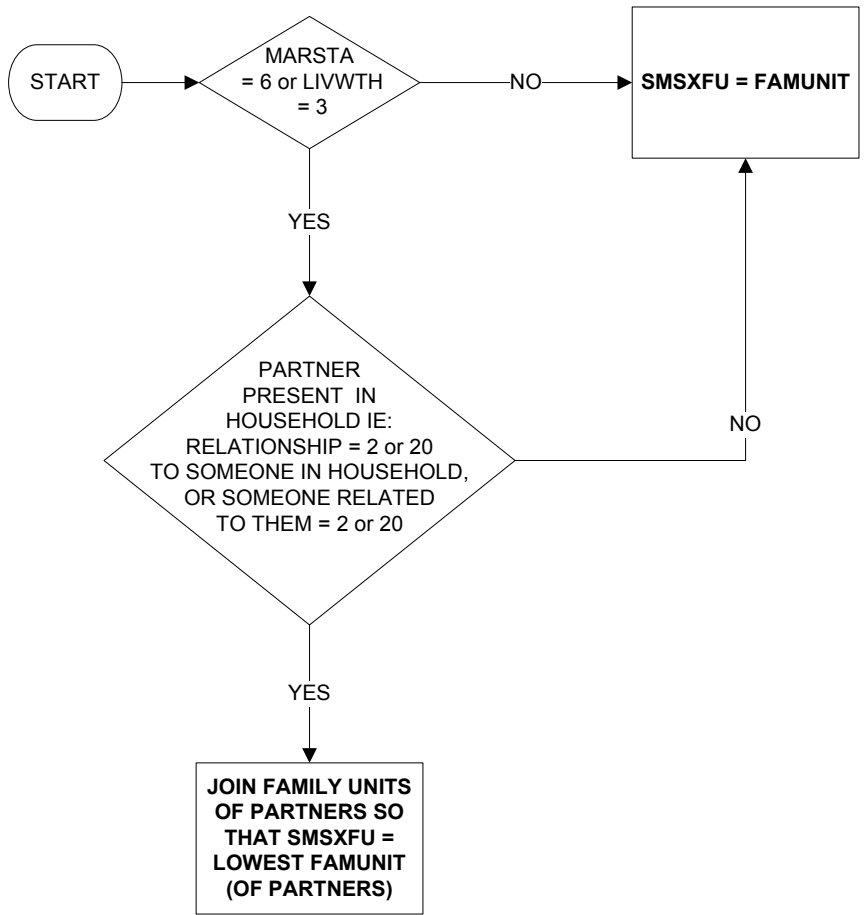 START
MARSTA
= 6 or LIVWTH
= 3
NO
SMSXFU = FAMUNIT
YES
PARTNER
PRESENT IN
HOUSEHOLD IE:
RELATIONSHIP = 2 or 20
TO SOMEONE IN HOUSEHOLD,
OR SOMEONE RELATED
TO THEM = 2 or 20
NO
YES
JOIN FAMILY UNITS
OF PARTNERS SO
THAT SMSXFU =
LOWEST FAMUNIT
(OF PARTNERS)